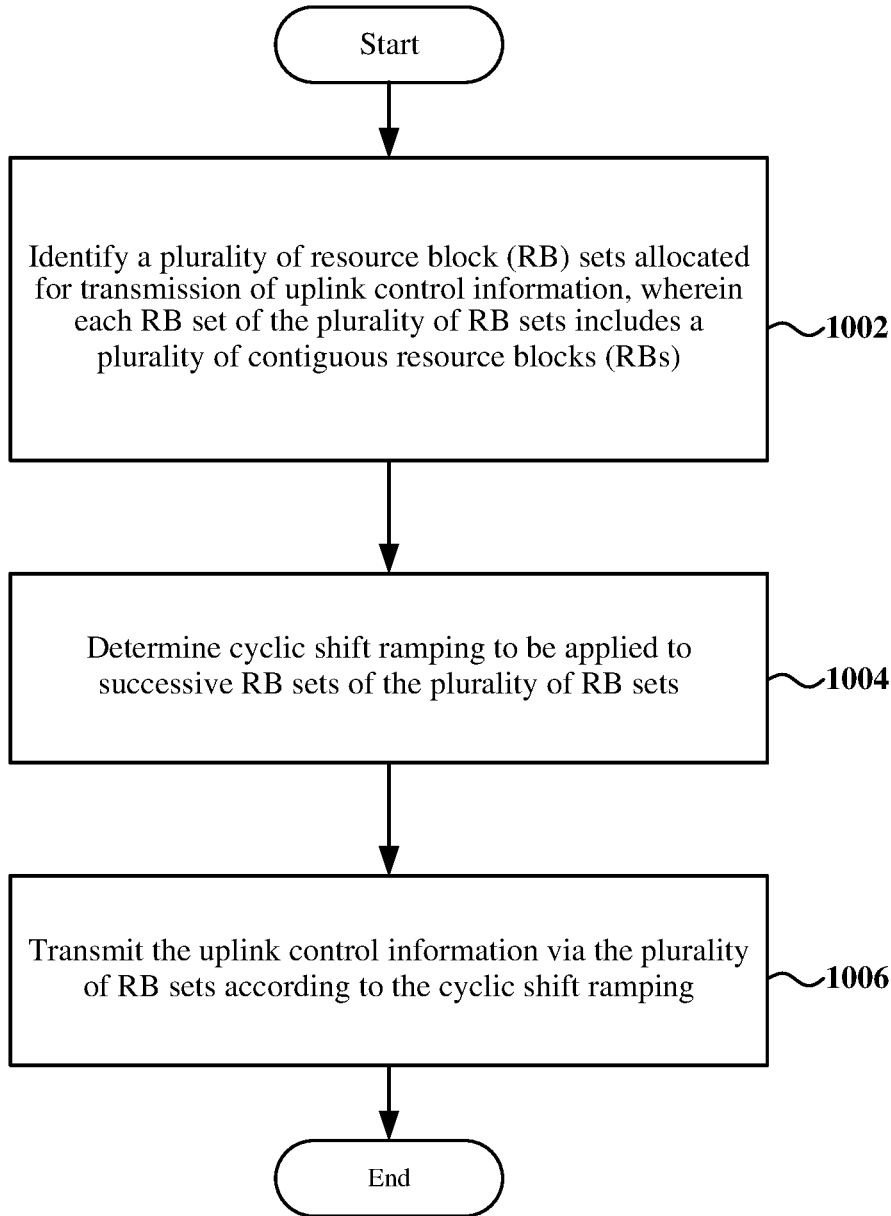 Start
Identify a plurality of resource block (RB) sets allocated
for transmission of uplink control information, wherein
each RB set of the plurality of RB sets includes a
plurality of contiguous resource blocks (RBs)
1002
Determine cyclic shift ramping to be applied to
successive RB sets of the plurality of RB sets
1004
Transmit the uplink control information via the plurality
of RB sets according to the cyclic shift ramping
1006
End